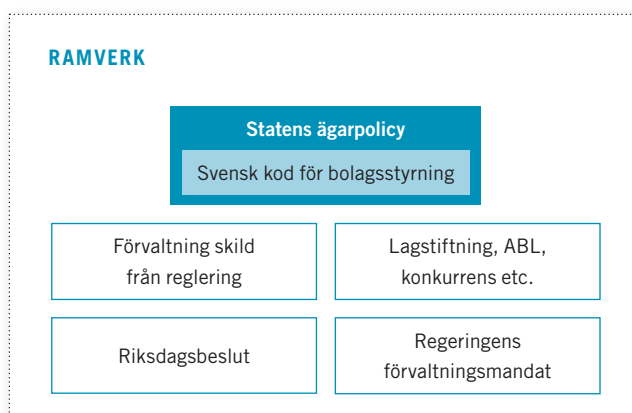 RAMVERK
Statens ägarpolicy
Svensk kod för bolagsstyrning
Förvaltning skild
från reglering
Lagstiftning, ABL,
konkurrens etc.
Riksdagsbeslut
Regeringens
förvaltningsmandat